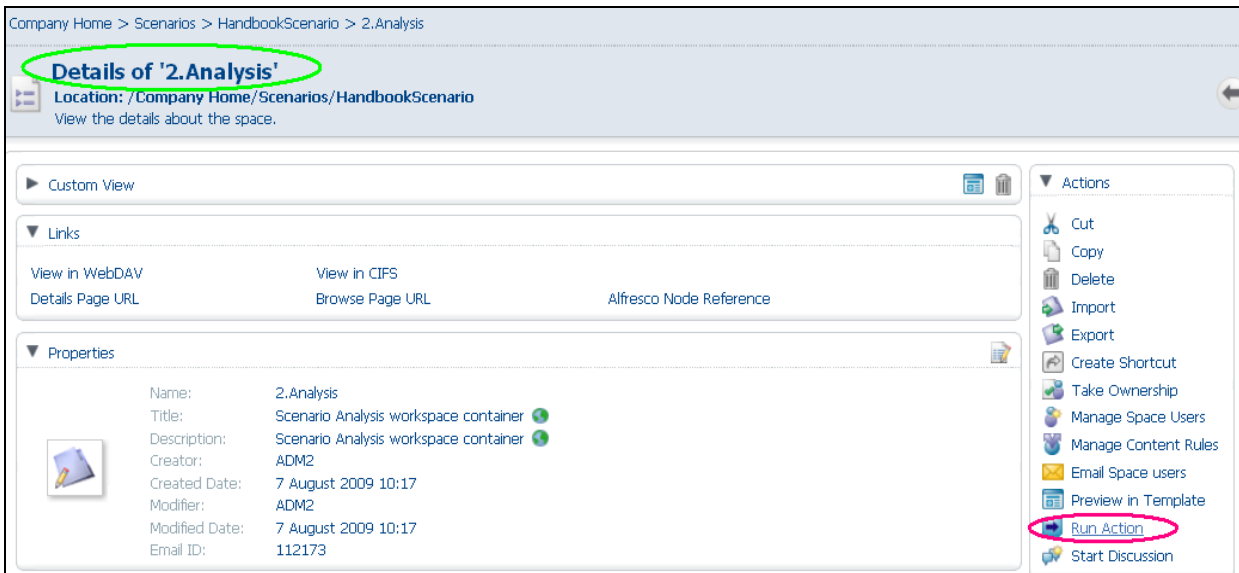 Company Home > Scenarios > HandbookScenario > 2.Analysis
Details of '2.Analysis'
Location: /Company Home/Scenarios/HandbookScenario
View the details about the space.
Custom View
Links
View in WebDAV View in CIFS
Details Page URL Browse Page URL Alfresco Node Reference
Properties
Name: 2.Analysis
Title: Scenario Analysis workspace container
Description: Scenario Analysis workspace container
Creator: ADM2
Created Date: 7 August 2009 10:17
Modifier: ADM2
Modified Date: 7 August 2009 10:17
Email ID: 112173
Actions
Cut
Copy
Delete
Import
Export
Create Shortcut
Take Ownership
Manage Space Users
Manage Content Rules
Email Space users
Preview in Template
Run Action
Start Discussion